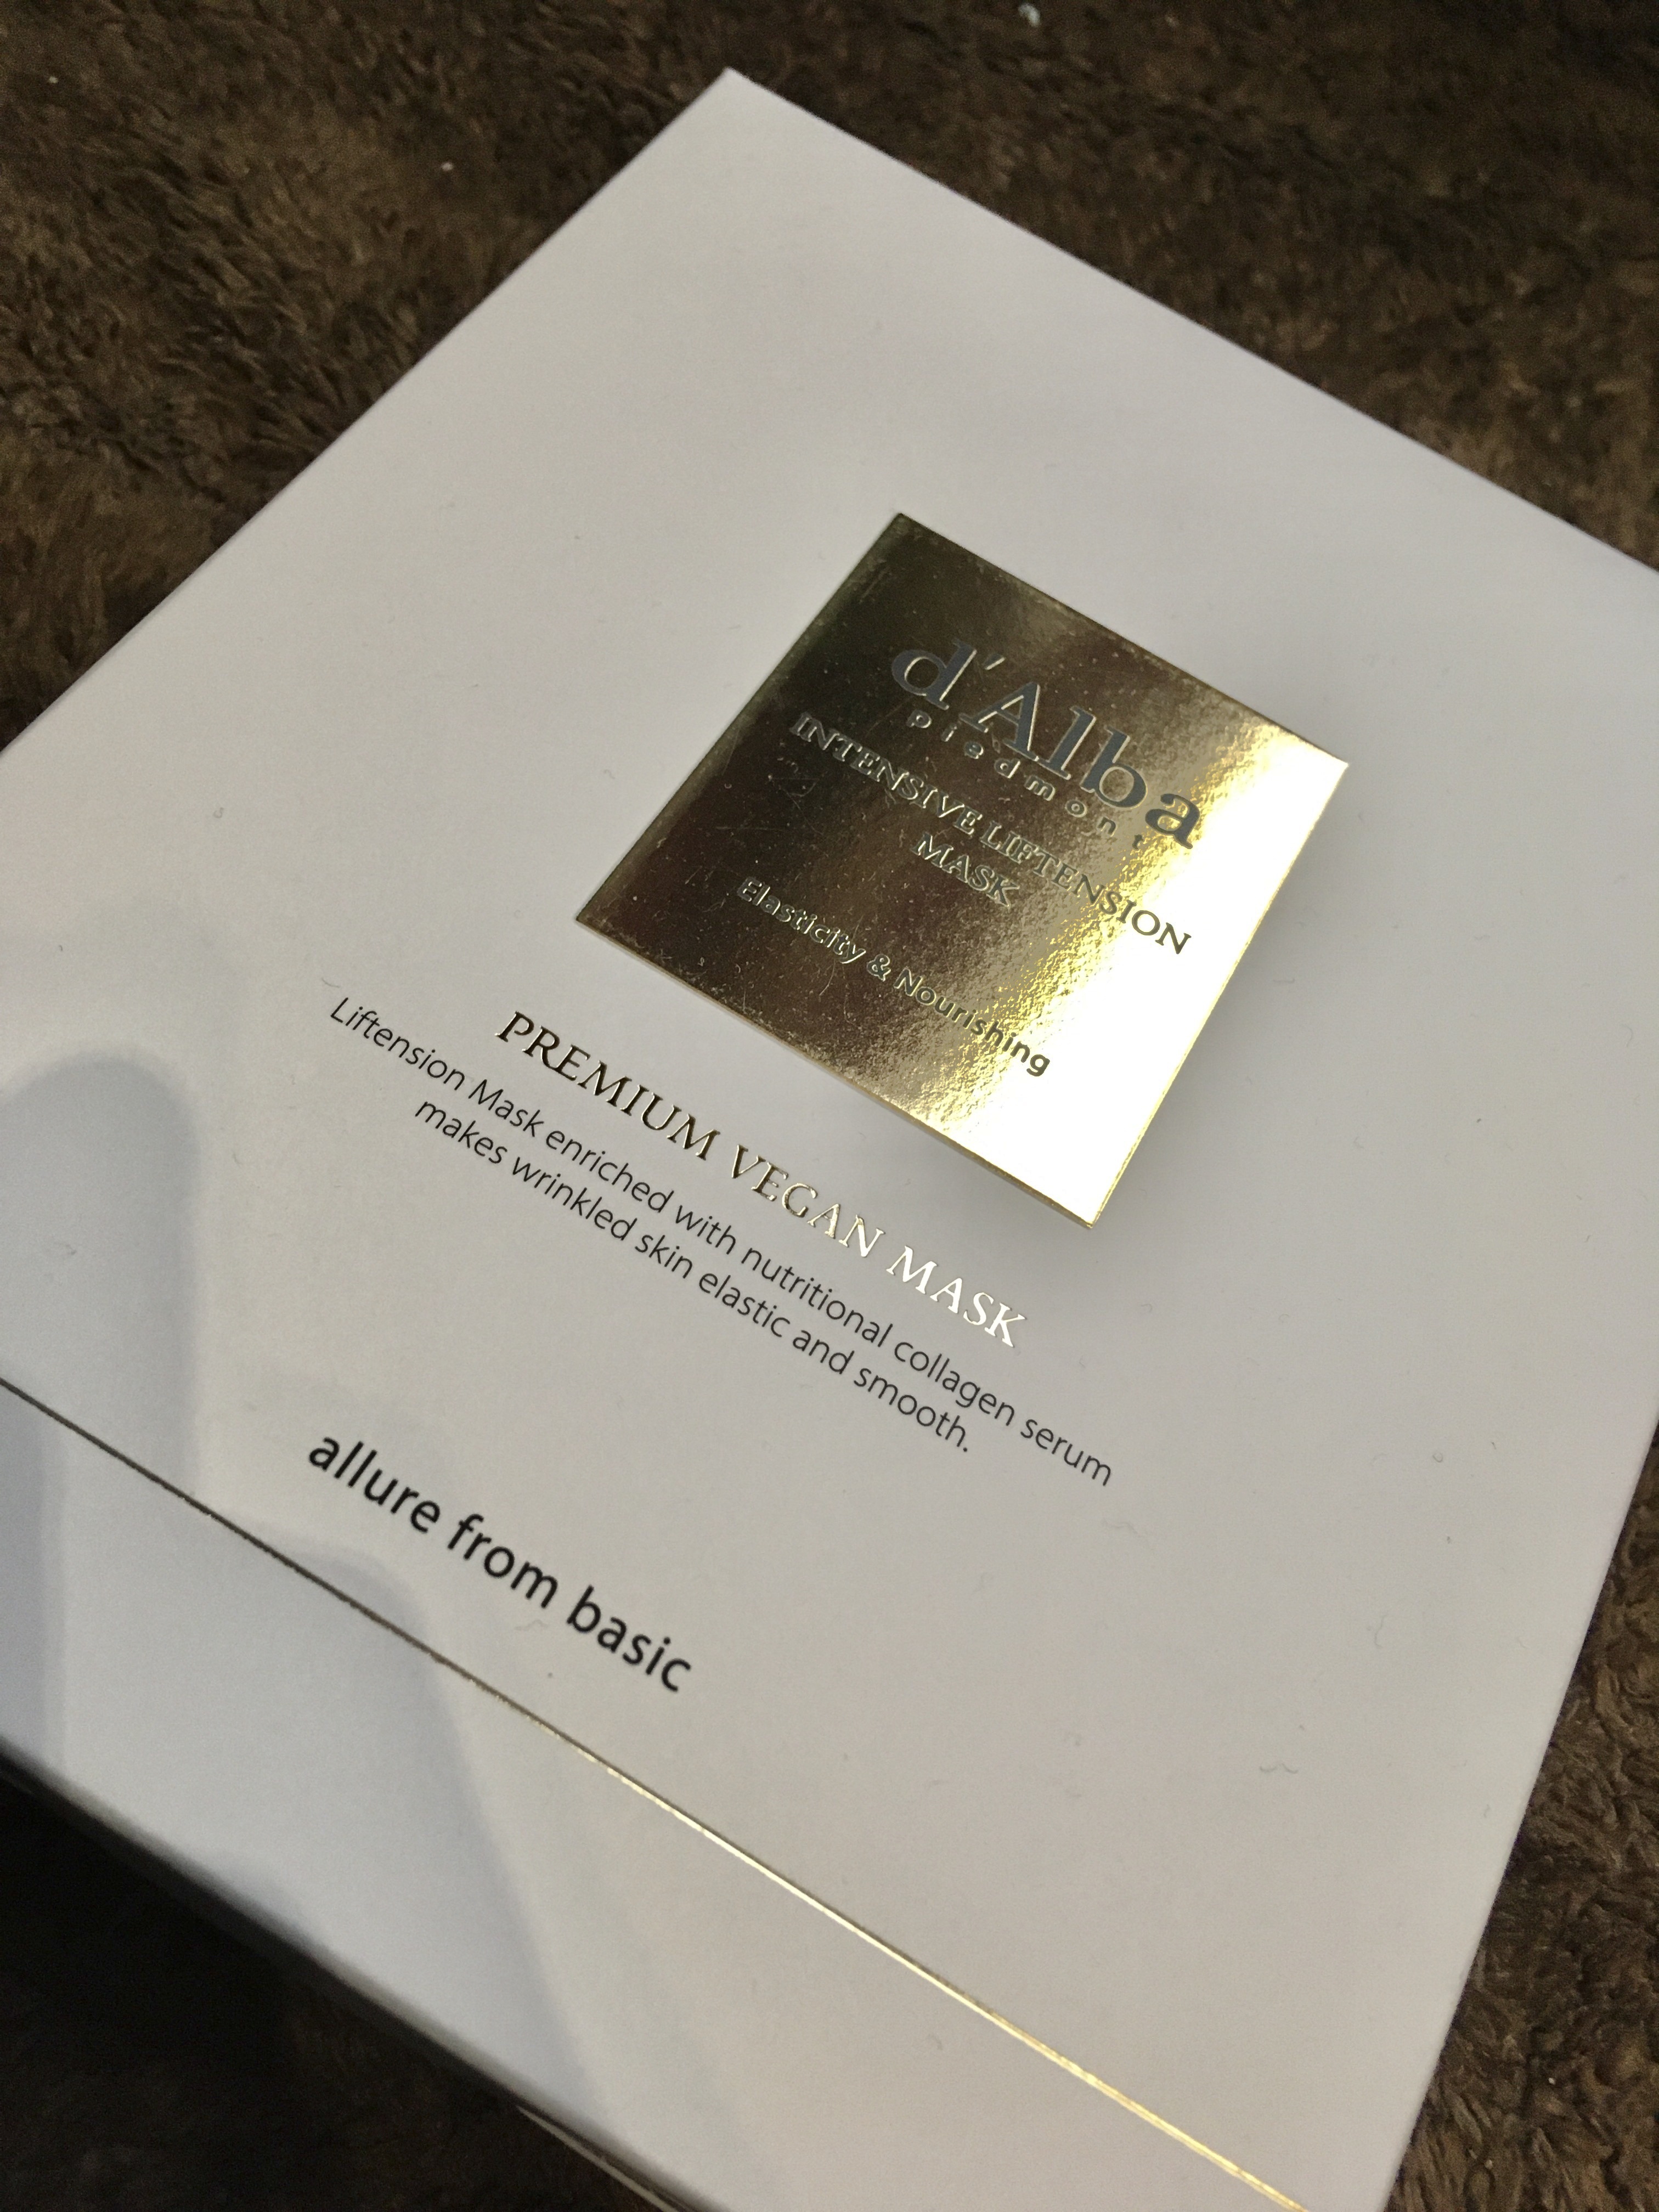 d'Alba
piedmont
INTENSIVE LIFTENSION
MASK
Elasticity & Nourishing
PREMIUM VEGAN MASK
Liftension Mask enriched with nutritional collagen serum
makes wrinkled skin elastic and smooth.
allure from basic